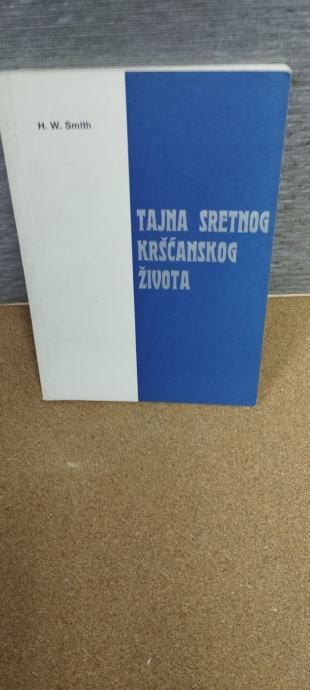 H. W. Smith
TAJNA SRETNOG
KRŠĆANSKOG
ŽIVOTA